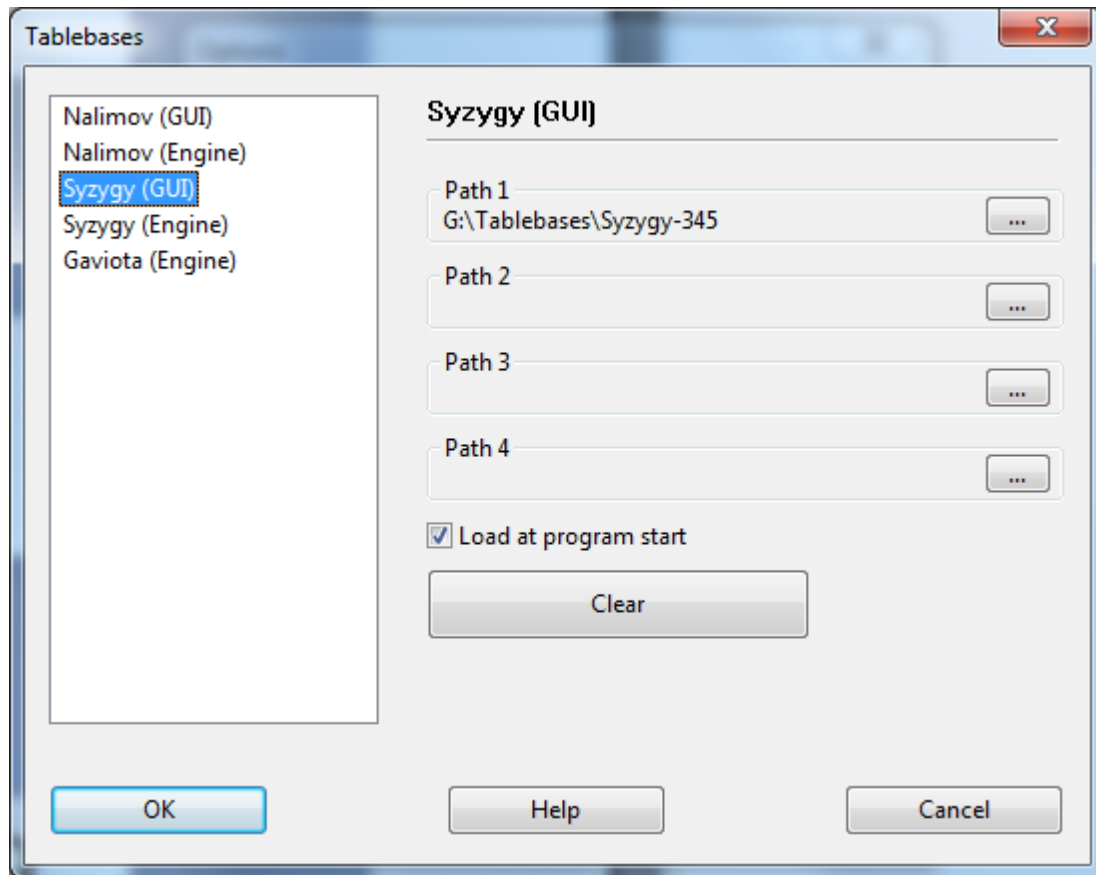 Tablebases
Nalimov (GUI)
Nalimov (Engine)
Syzygy (GUI)
Syzygy (Engine)
Gaviota (Engine)
Syzygy (GUI)
Path 1
G:\Tablebases\Syzygy-345
...
Path 2
...
Path 3
...
Path 4
...
Load at program start
Clear
OK
Help
Cancel